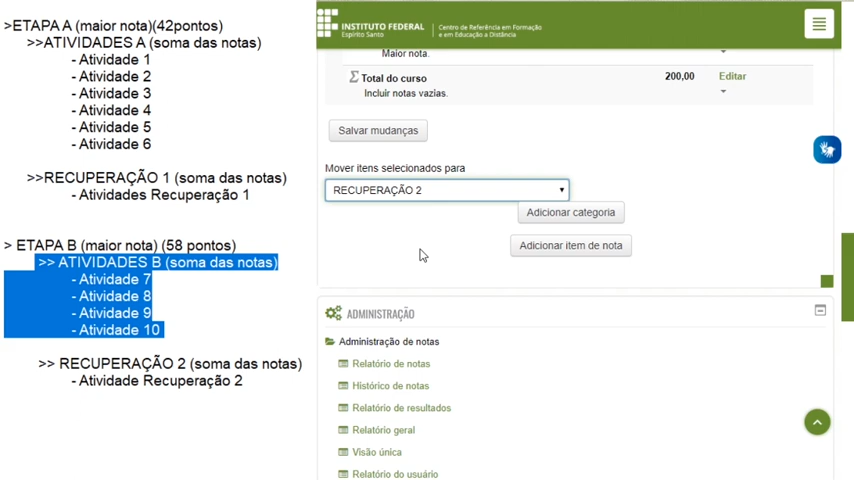 >ETAPA A (maior nota)(42pontos)
>>ATIVIDADES A (soma das notas)
- Atividade 1
- Atividade 2
- Atividade 3
- Atividade 4
- Atividade 5
- Atividade 6
>>RECUPERAÇÃO 1 (soma das notas)
- Atividades Recuperação 1
> ETAPA B (maior nota) (58 pontos)
>> ATIVIDADES B (soma das notas)
- Atividade 7
- Atividade 8
- Atividade 9
- Atividade 10
>> RECUPERAÇÃO 2 (soma das notas)
- Atividade Recuperação 2
INSTITUTO FEDERAL
Espírito Santo
Centro de Referência em Formação
e em Educação a Distância
Maior nota.
Σ Total do curso 200,00 Editar
Incluir notas vazias.
Salvar mudanças
Mover itens selecionados para
RECUPERAÇÃO 2
Adicionar categoria
Adicionar item de nota
ADMINISTRAÇÃO
Administração de notas
Relatório de notas
Histórico de notas
Relatório de resultados
Relatório geral
Visão única
Relatório do usuário